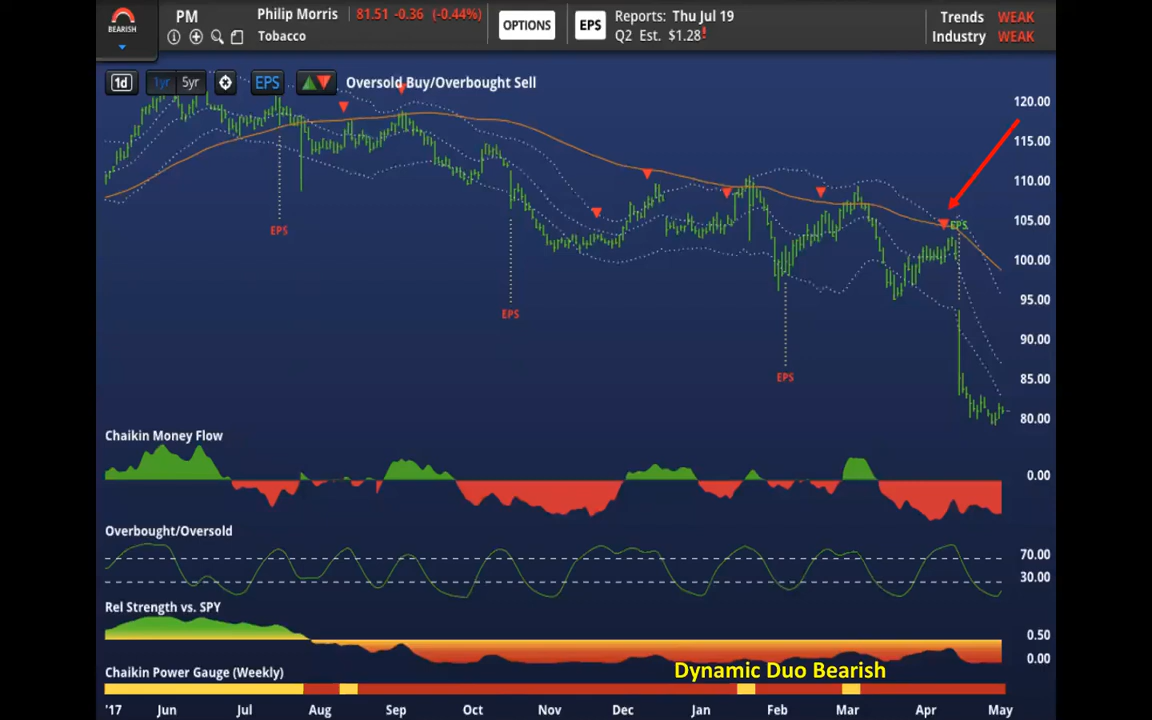 BEARISH
PM
Philip Morris
81.51 -0.36 (-0.44%)
Tobacco
OPTIONS
EPS
Reports: Thu Jul 19
Q2 Est. $1.28!
Trends WEAK
Industry WEAK
1d
1yr 5yr
EPS
Oversold Buy/Overbought Sell
120.00
115.00
110.00
105.00
100.00
95.00
90.00
85.00
80.00
EPS
EPS
EPS
EPS
Chaikin Money Flow
0.00
Overbought/Oversold
70.00
30.00
Rel Strength vs. SPY
0.50
0.00
Chaikin Power Gauge (Weekly)
Dynamic Duo Bearish
'17 Jun Jul Aug Sep Oct Nov Dec Jan Feb Mar Apr May